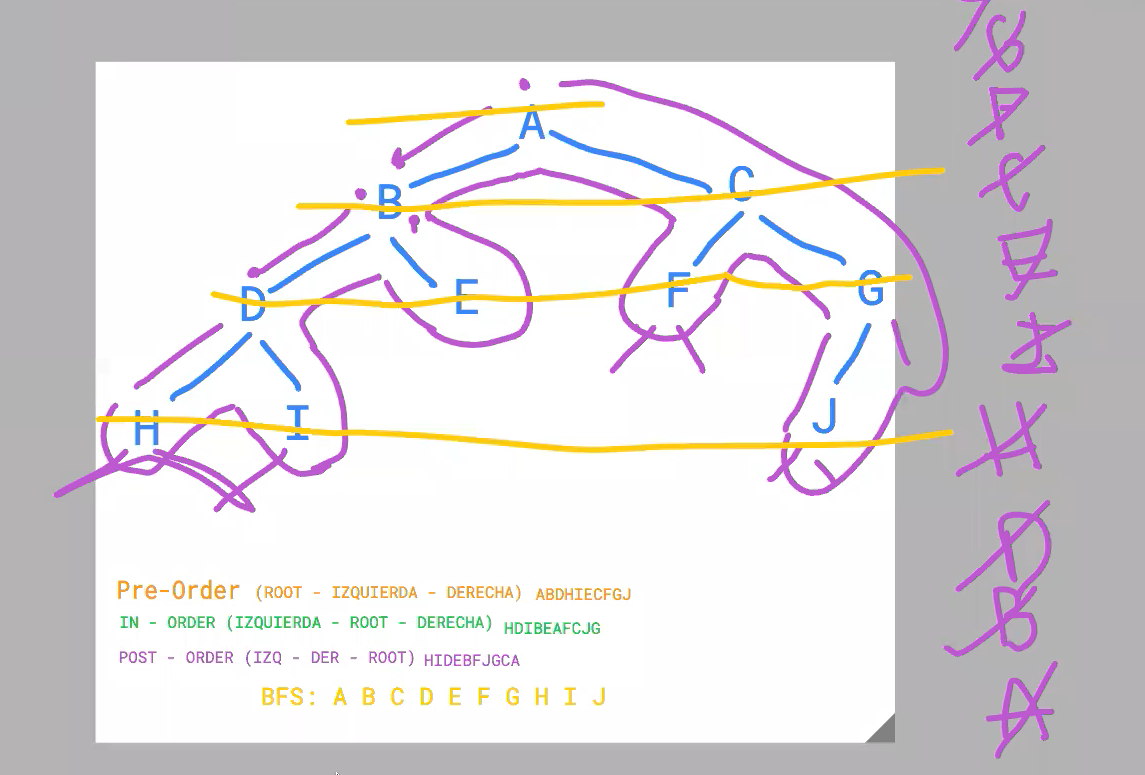 A
B C
D E F G
H I J
Pre-Order (ROOT - IZQUIERDA - DERECHA) ABDHIECFGJ
IN - ORDER (IZQUIERDA - ROOT - DERECHA) HDIBEAFCJG
POST - ORDER (IZQ - DER - ROOT) HIDEBFJGCA
BFS: A B C D E F G H I J
H
D
B
A